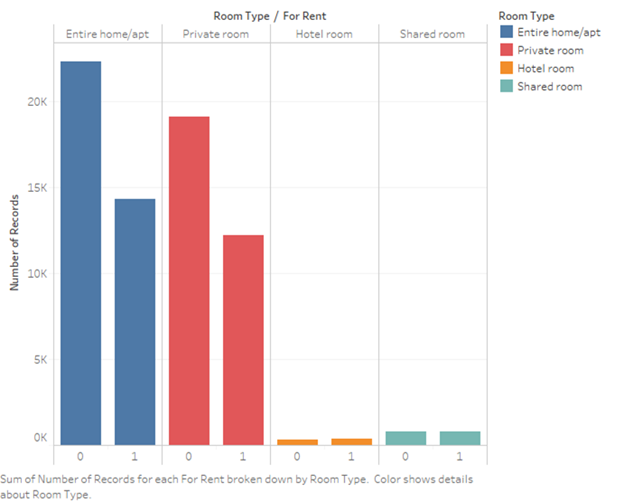 Room Type / For Rent
Entire home/apt Private room Hotel room Shared room
Room Type
Entire home/apt
Private room
Hotel room
Shared room
Number of Records
20K
15K
10K
5K
0K
0 1 0 1 0 1 0 1
Sum of Number of Records for each For Rent broken down by Room Type. Color shows details
about Room Type.